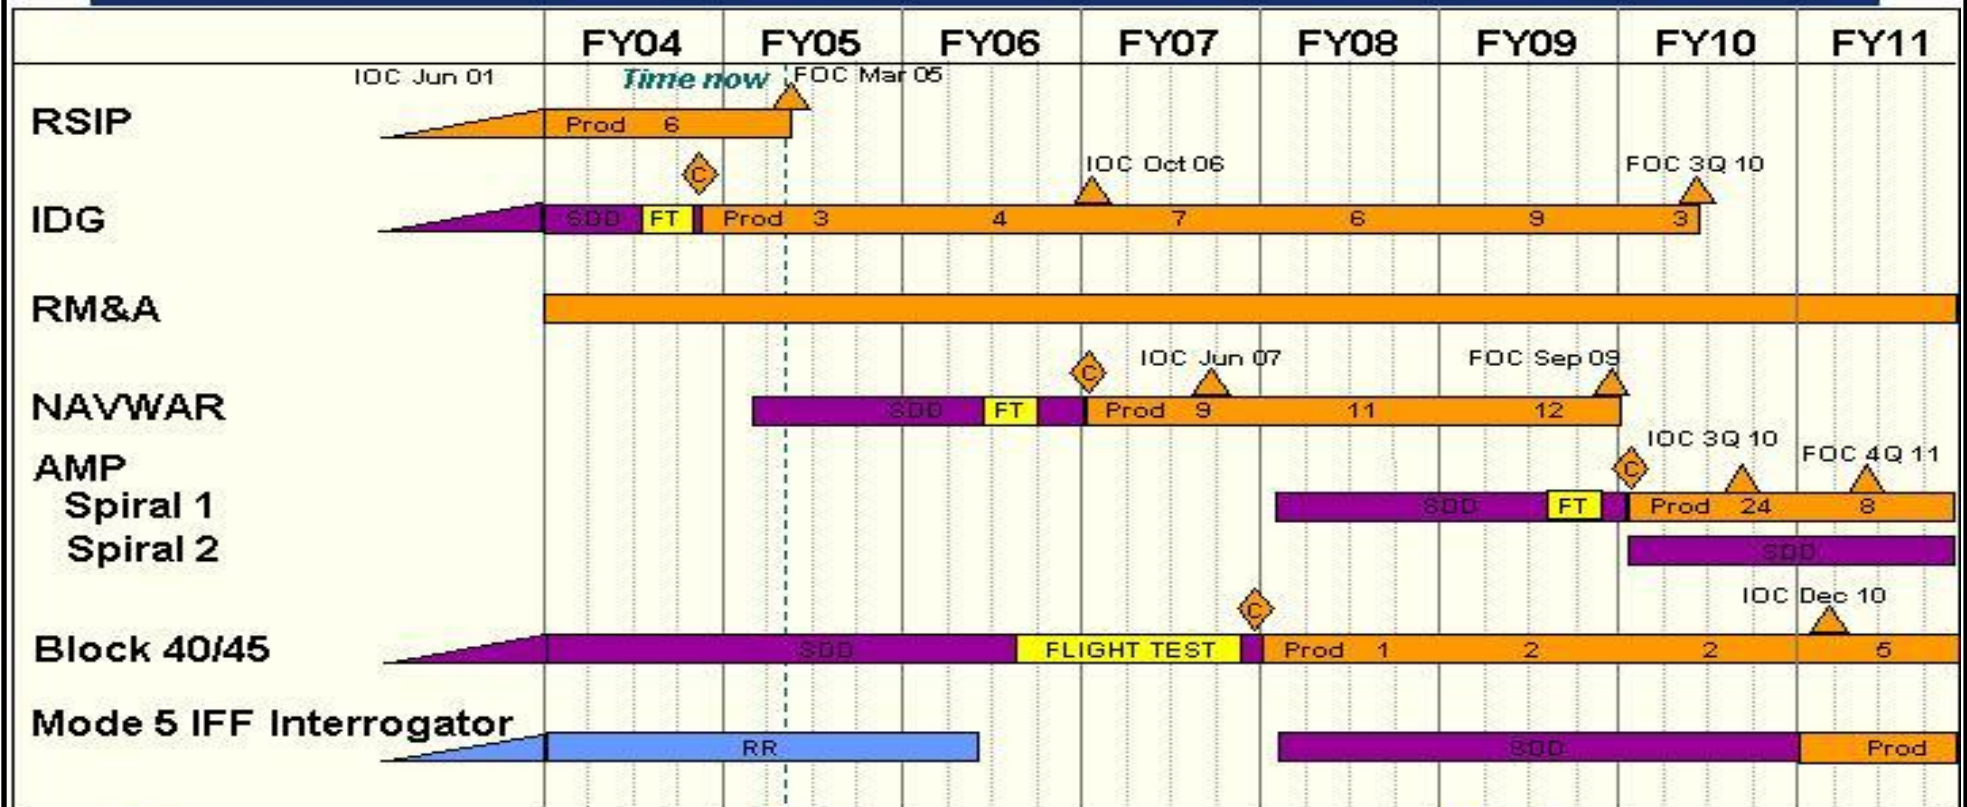 FY04 FY05 FY06 FY07 FY08 FY09 FY10 FY11
IOC Jun 01 Time now FOC Mar 05
RSIP
Prod 6
C IOC Oct 06 FOC 3Q 10
IDG
SDD FT Prod 3 4 7 6 9 3
RM&A
C IOC Jun 07 FOC Sep 09
NAVWAR
SDD FT Prod 9 11 12
IOC 3Q 10
AMP
C FOC 4Q 11
Spiral 1
SDD FT Prod 24 8
Spiral 2
SDD
C IOC Dec 10
Block 40/45
SDD FLIGHT TEST Prod 1 2 2 5
Mode 5 IFF Interrogator
RR SDD Prod